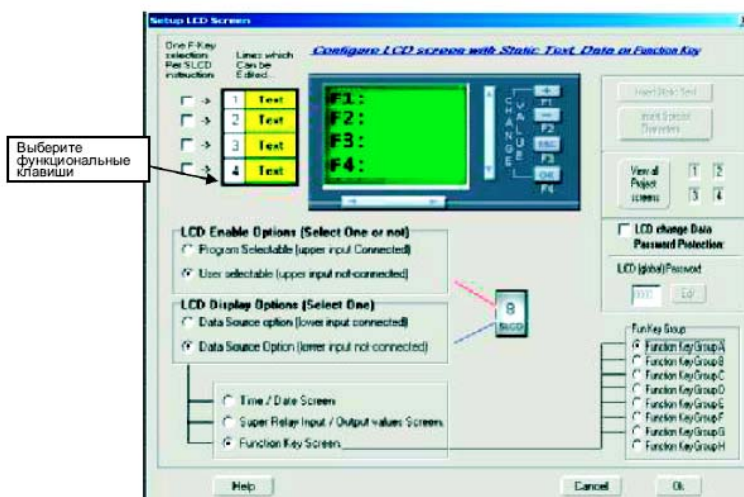 Setup LCD Screen
One F-Key
selection
Per SLCD
instruction
Lines which
Can be
Edited...
Configure LCD screen with Static Text, Data or Function Key
-> 1 Text
-> 2 Text
-> 3 Text
-> 4 Text
Выберите
функциональные
клавиши
F1:
F2:
F3:
F4:
CHANGE
VALUE
+
F1
-
F2
ESC
F3
OK
F4
Insert Static Text
Insert Special
Characters
View all
Project
screens
1 2
3 4
LCD change Data
Password Protection
LCD (global) Password
0000
Edit
LCD Enable Options (Select One or not)
Program Selectable (upper input Connected)
User selectable (upper input not-connected)
LCD Display Options (Select One)
Data Source option (lower input connected)
Data Source Option (lower input not connected)
8
SLCD
Time / Date Screen
Super Relay Input / Output values Screen
Function Key Screen
Fun Key Group
Function Key Group A
Function Key Group B
Function Key Group C
Function Key Group D
Function Key Group E
Function Key Group F
Function Key Group G
Function Key Group H
Help
Cancel
Ok